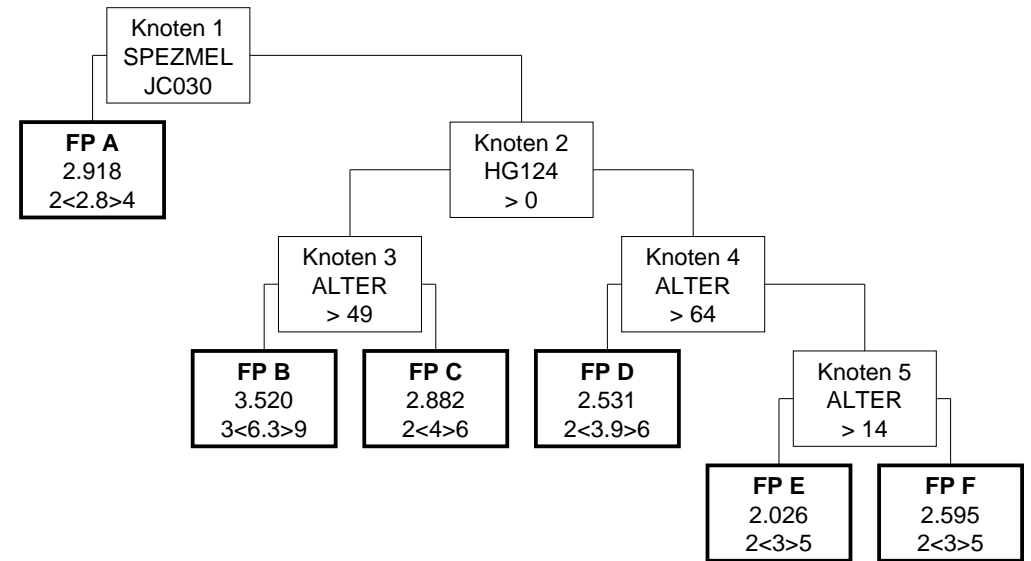 Knoten 1
SPEZMEL
JC030
FP A
2.918
2<2.8>4
Knoten 2
HG124
> 0
Knoten 3
ALTER
> 49
Knoten 4
ALTER
> 64
FP B
3.520
3<6.3>9
FP C
2.882
2<4>6
FP D
2.531
2<3.9>6
Knoten 5
ALTER
> 14
FP E
2.026
2<3>5
FP F
2.595
2<3>5